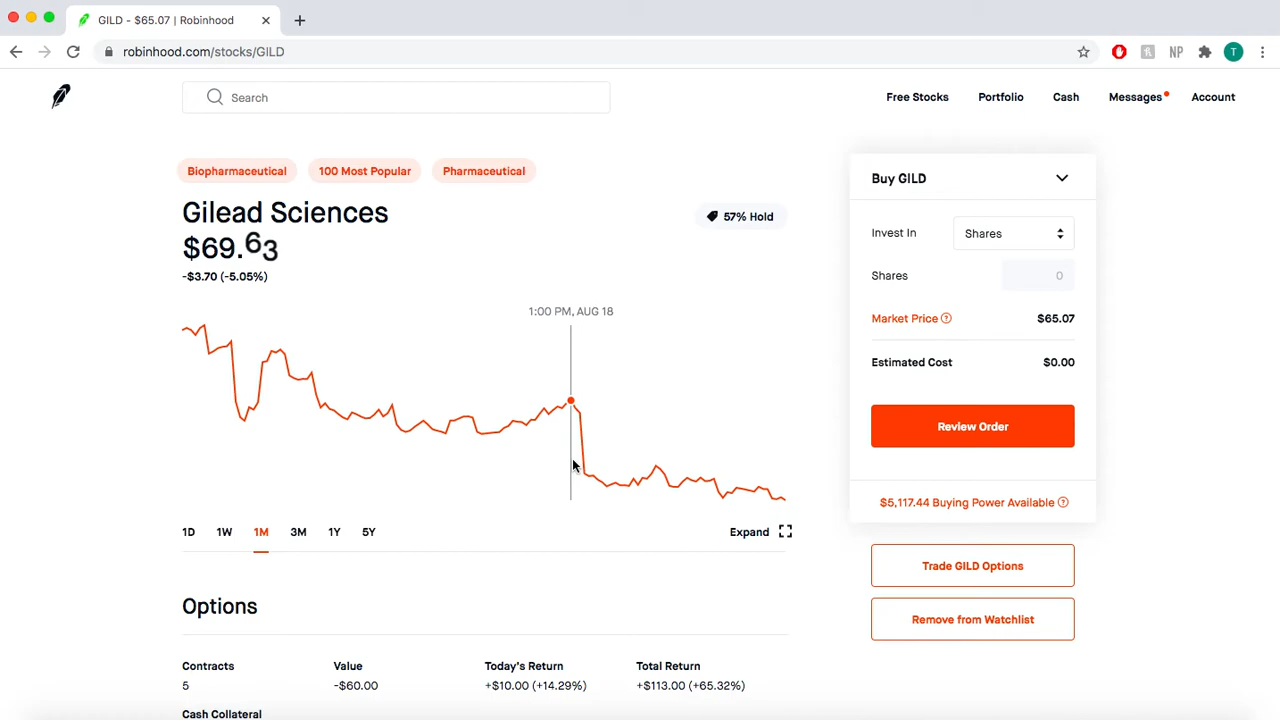 GILD - $65.07 | Robinhood
robinhood.com/stocks/GILD
NP
T
Search
Free Stocks
Portfolio
Cash
Messages
Account
Biopharmaceutical
100 Most Popular
Pharmaceutical
Gilead Sciences
$69.63
57% Hold
-$3.70 (-5.05%)
1:00 PM, AUG 18
1D
1W
1M
3M
1Y
5Y
Expand
Buy GILD
Invest In
Shares
Shares
0
Market Price ?
$65.07
Estimated Cost
$0.00
Review Order
$5,117.44 Buying Power Available ?
Trade GILD Options
Remove from Watchlist
Options
Contracts
Value
Today's Return
Total Return
5
-$60.00
+$10.00 (+14.29%)
+$113.00 (+65.32%)
Cash Collateral